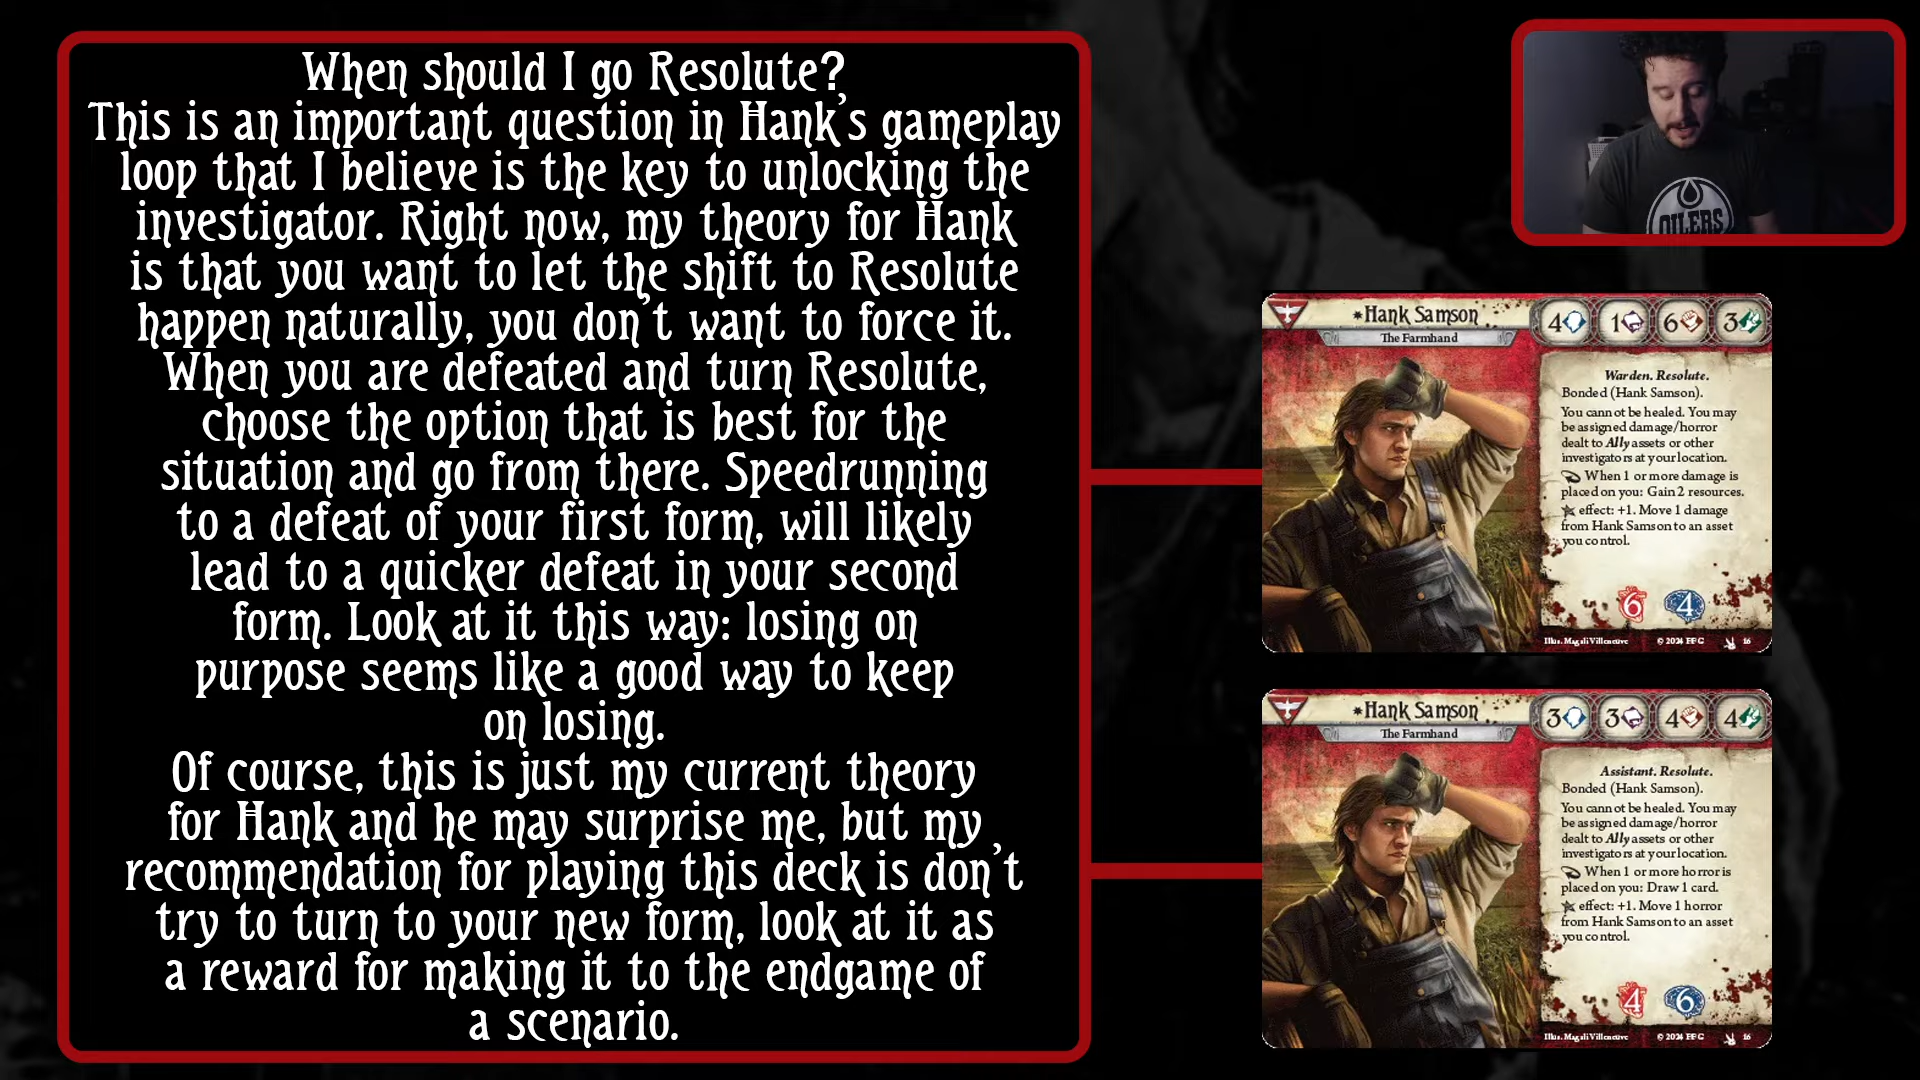 When should I go Resolute?
This is an important question in Hank's gameplay
loop that I believe is the key to unlocking the
investigator. Right now, my theory for Hank
is that you want to let the shift to Resolute
happen naturally, you don't want to force it.
When you are defeated and turn Resolute,
choose the option that is best for the
situation and go from there. Speedrunning
to a defeat of your first form, will likely
lead to a quicker defeat in your second
form. Look at it this way: losing on
purpose seems like a good way to keep
on losing.
Of course, this is just my current theory
for Hank and he may surprise me, but my
recommendation for playing this deck is don't
try to turn to your new form, look at it as
a reward for making it to the endgame of
a scenario.
OILERS
*Hank Samson
The Farmhand
4 1 6 3
Warden. Resolute.
Bonded (Hank Samson).
You cannot be healed. You may
be assigned damage/horror
dealt to Ally assets or other
investigators at your location.
When 1 or more damage is
placed on you: Gain 2 resources.
effect: +1. Move 1 damage
from Hank Samson to an asset
you control.
6 4
Illus. Magali Villeneuve © 2024 FFG 16
*Hank Samson
The Farmhand
3 3 4 4
Assistant. Resolute.
Bonded (Hank Samson).
You cannot be healed. You may
be assigned damage/horror
dealt to Ally assets or other
investigators at your location.
When 1 or more horror is
placed on you: Draw 1 card.
effect: +1. Move 1 horror
from Hank Samson to an asset
you control.
4 6
Illus. Magali Villeneuve © 2024 FFG 16